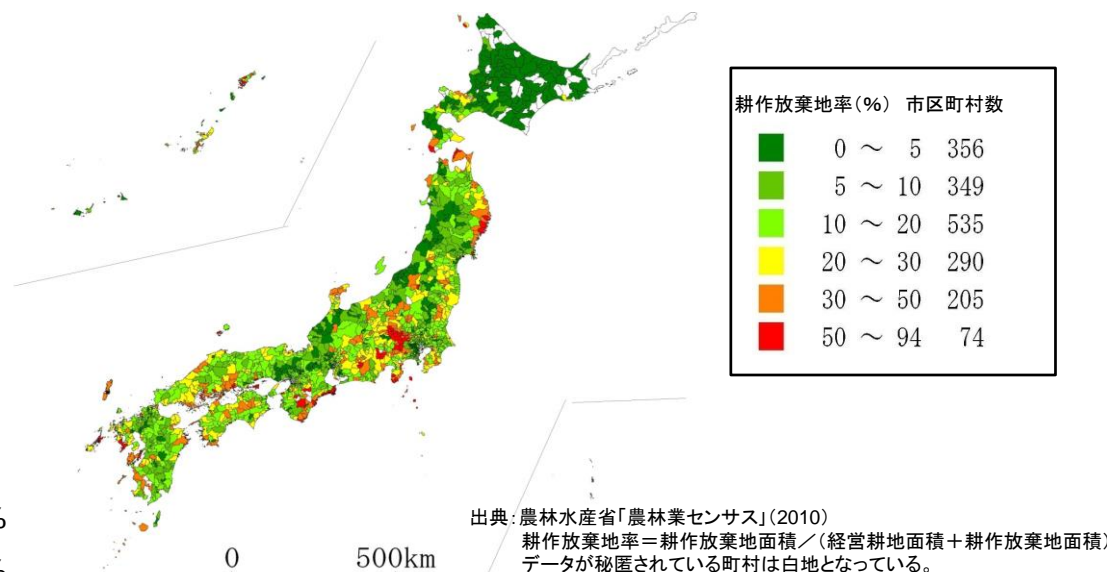 耕作放棄地率(%) 市区町村数
0 ～ 5 356
5 ～ 10 349
10 ～ 20 535
20 ～ 30 290
30 ～ 50 205
50 ～ 94 74
%
出典:農林水産省「農林業センサス」(2010)
0 500km
耕作放棄地率=耕作放棄地面積/(経営耕地面積+耕作放棄地面積)
データが秘匿されている町村は白地となっている。